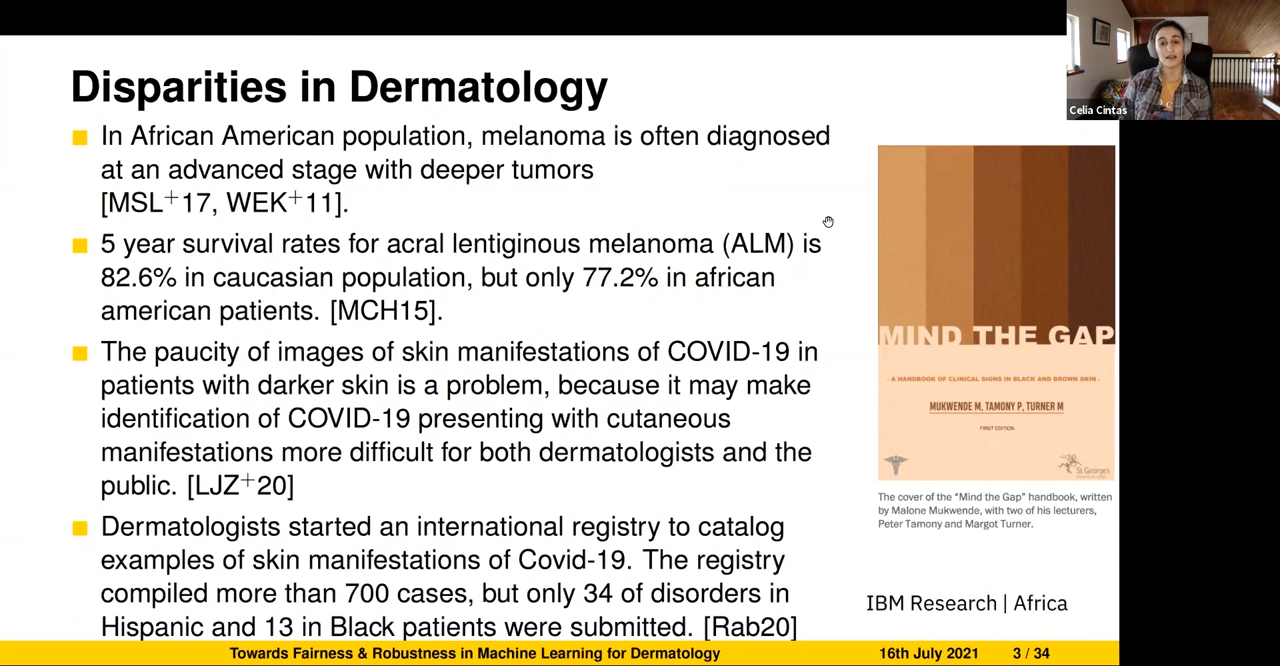 Celia Cintas
Disparities in Dermatology
In African American population, melanoma is often diagnosed
at an advanced stage with deeper tumors
[MSL+17, WEK+11].
5 year survival rates for acral lentiginous melanoma (ALM) is
82.6% in caucasian population, but only 77.2% in african
american patients. [MCH15].
The paucity of images of skin manifestations of COVID-19 in
patients with darker skin is a problem, because it may make
identification of COVID-19 presenting with cutaneous
manifestations more difficult for both dermatologists and the
public. [LJZ+20]
Dermatologists started an international registry to catalog
examples of skin manifestations of Covid-19. The registry
compiled more than 700 cases, but only 34 of disorders in
Hispanic and 13 in Black patients were submitted. [Rab20]
MIND THE GAP
- A HANDBOOK OF CLINICAL SIGNS IN BLACK AND BROWN SKIN -
MUKWENDE M, TAMONY P, TURNER M
FIRST EDITION
St George's
The cover of the “Mind the Gap” handbook, written
by Malone Mukwende, with two of his lecturers,
Peter Tamony and Margot Turner.
IBM Research | Africa
Towards Fairness & Robustness in Machine Learning for Dermatology
16th July 2021
3 / 34